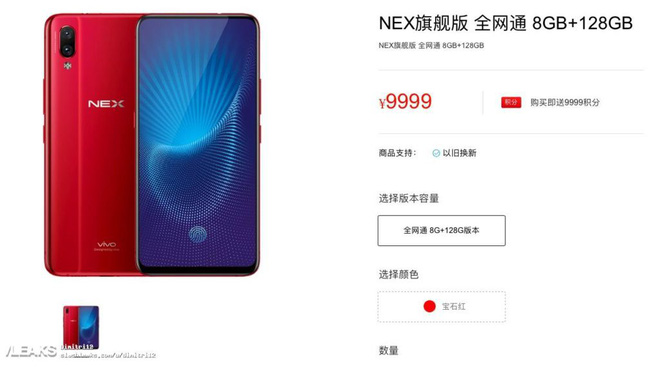 NEX旗舰版 全网通 8GB+128GB
NEX旗舰版 全网通 8GB+128GB
¥9999
积分 购买即送9999积分
商品支持： 以旧换新
选择版本容量
全网通 8G+128G版本
选择颜色
宝石红
数量
NEX
vivo
/LEAKS